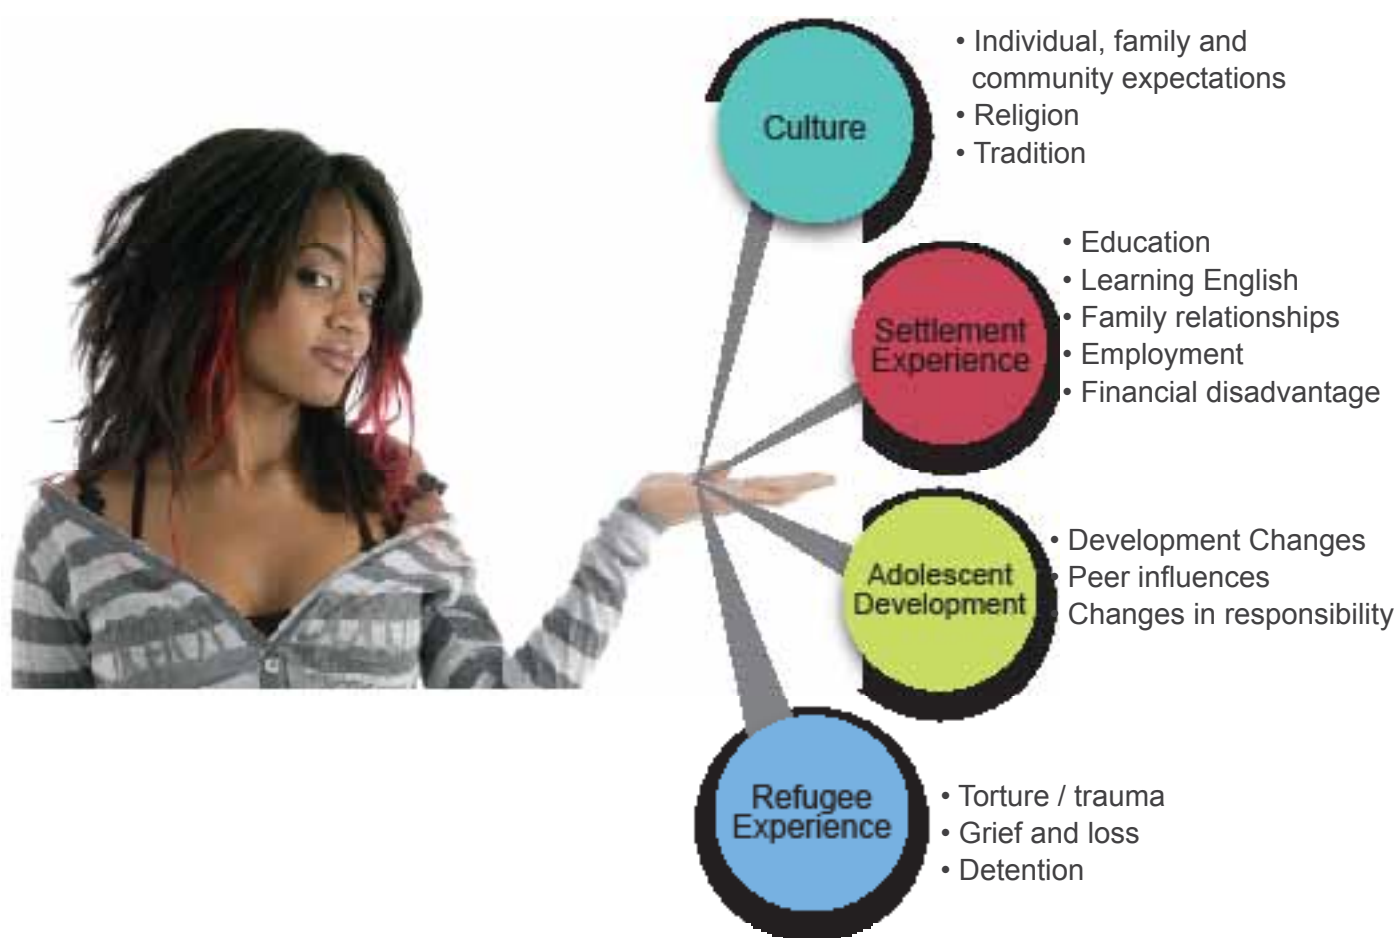 Culture
• Individual, family and
community expectations
• Religion
• Tradition
Settlement
Experience
• Education
• Learning English
• Family relationships
• Employment
• Financial disadvantage
Adolescent
Development
• Development Changes
• Peer influences
Changes in responsibility
Refugee
Experience
• Torture / trauma
• Grief and loss
• Detention